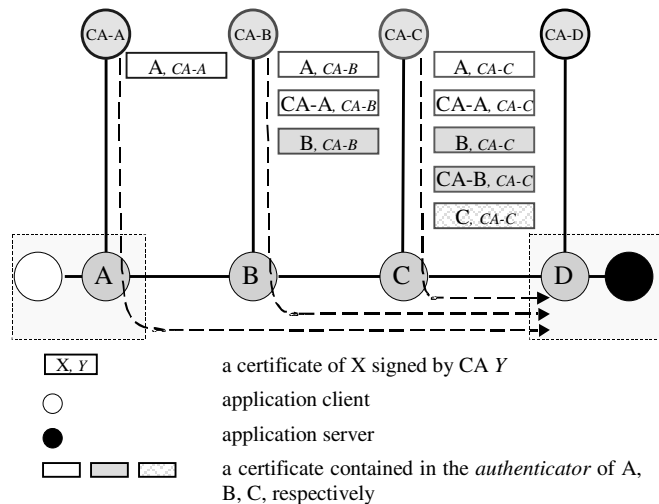 CA-A
CA-B
CA-C
CA-D
A, CA-A
A, CA-B
A, CA-C
CA-A, CA-B
CA-A, CA-C
B, CA-B
B, CA-C
CA-B, CA-C
C, CA-C
A
B
C
D
X, Y
a certificate of X signed by CA Y
application client
application server
a certificate contained in the authenticator of A,
B, C, respectively